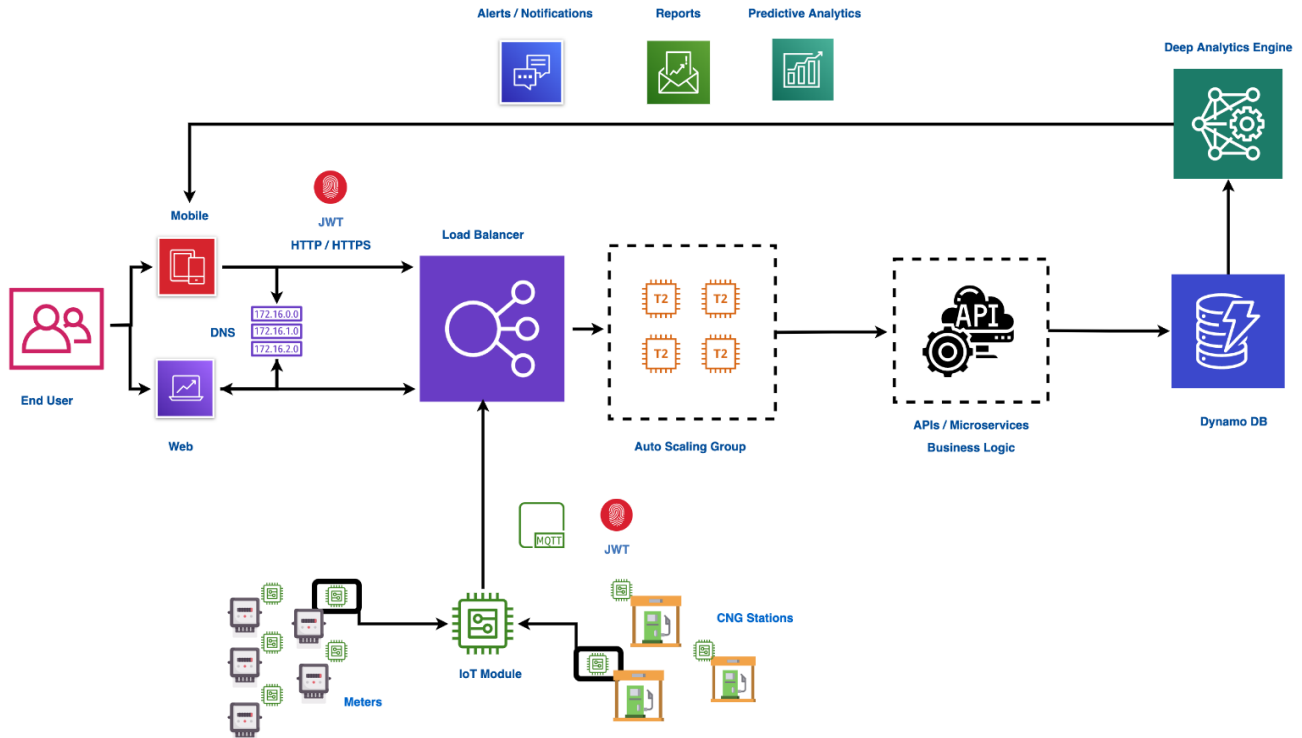 Alerts / Notifications
Reports
Predictive Analytics
Deep Analytics Engine
Mobile
JWT
HTTP / HTTPS
Load Balancer
172.16.0.0
172.16.1.0
172.16.2.0
DNS
T2
T2
T2
T2
API
End User
Web
Auto Scaling Group
APIs / Microservices
Business Logic
Dynamo DB
MQTT
JWT
CNG Stations
IoT Module
Meters